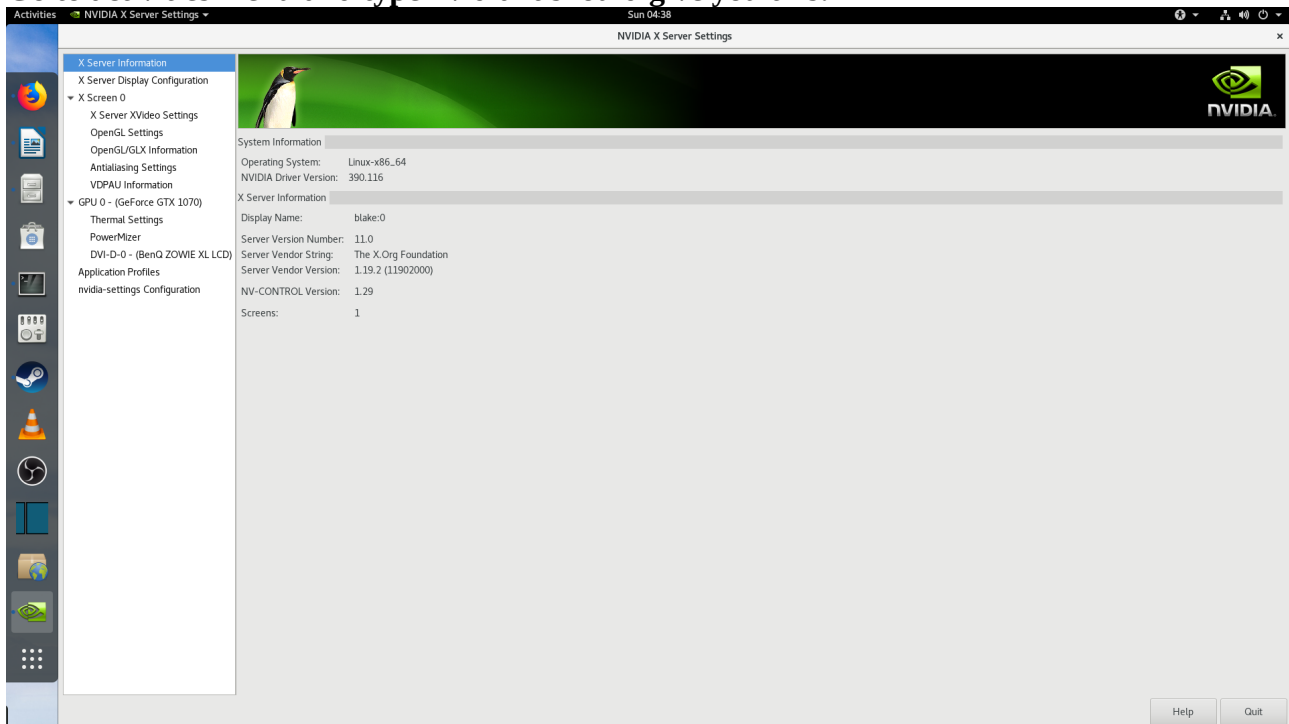 Activities NVIDIA X Server Settings Sun 04:38
NVIDIA X Server Settings ×
X Server Information
X Server Display Configuration
X Screen 0
X Server XVideo Settings
OpenGL Settings
OpenGL/GLX Information
Antialiasing Settings
VDPAU Information
GPU 0 - (GeForce GTX 1070)
Thermal Settings
PowerMizer
DVI-D-0 - (BenQ ZOWIE XL LCD)
Application Profiles
nvidia-settings Configuration
NVIDIA.
System Information
Operating System: Linux-x86_64
NVIDIA Driver Version: 390.116
X Server Information
Display Name: blake:0
Server Version Number: 11.0
Server Vendor String: The X.Org Foundation
Server Vendor Version: 1.19.2 (11902000)
NV-CONTROL Version: 1.29
Screens: 1
Help Quit